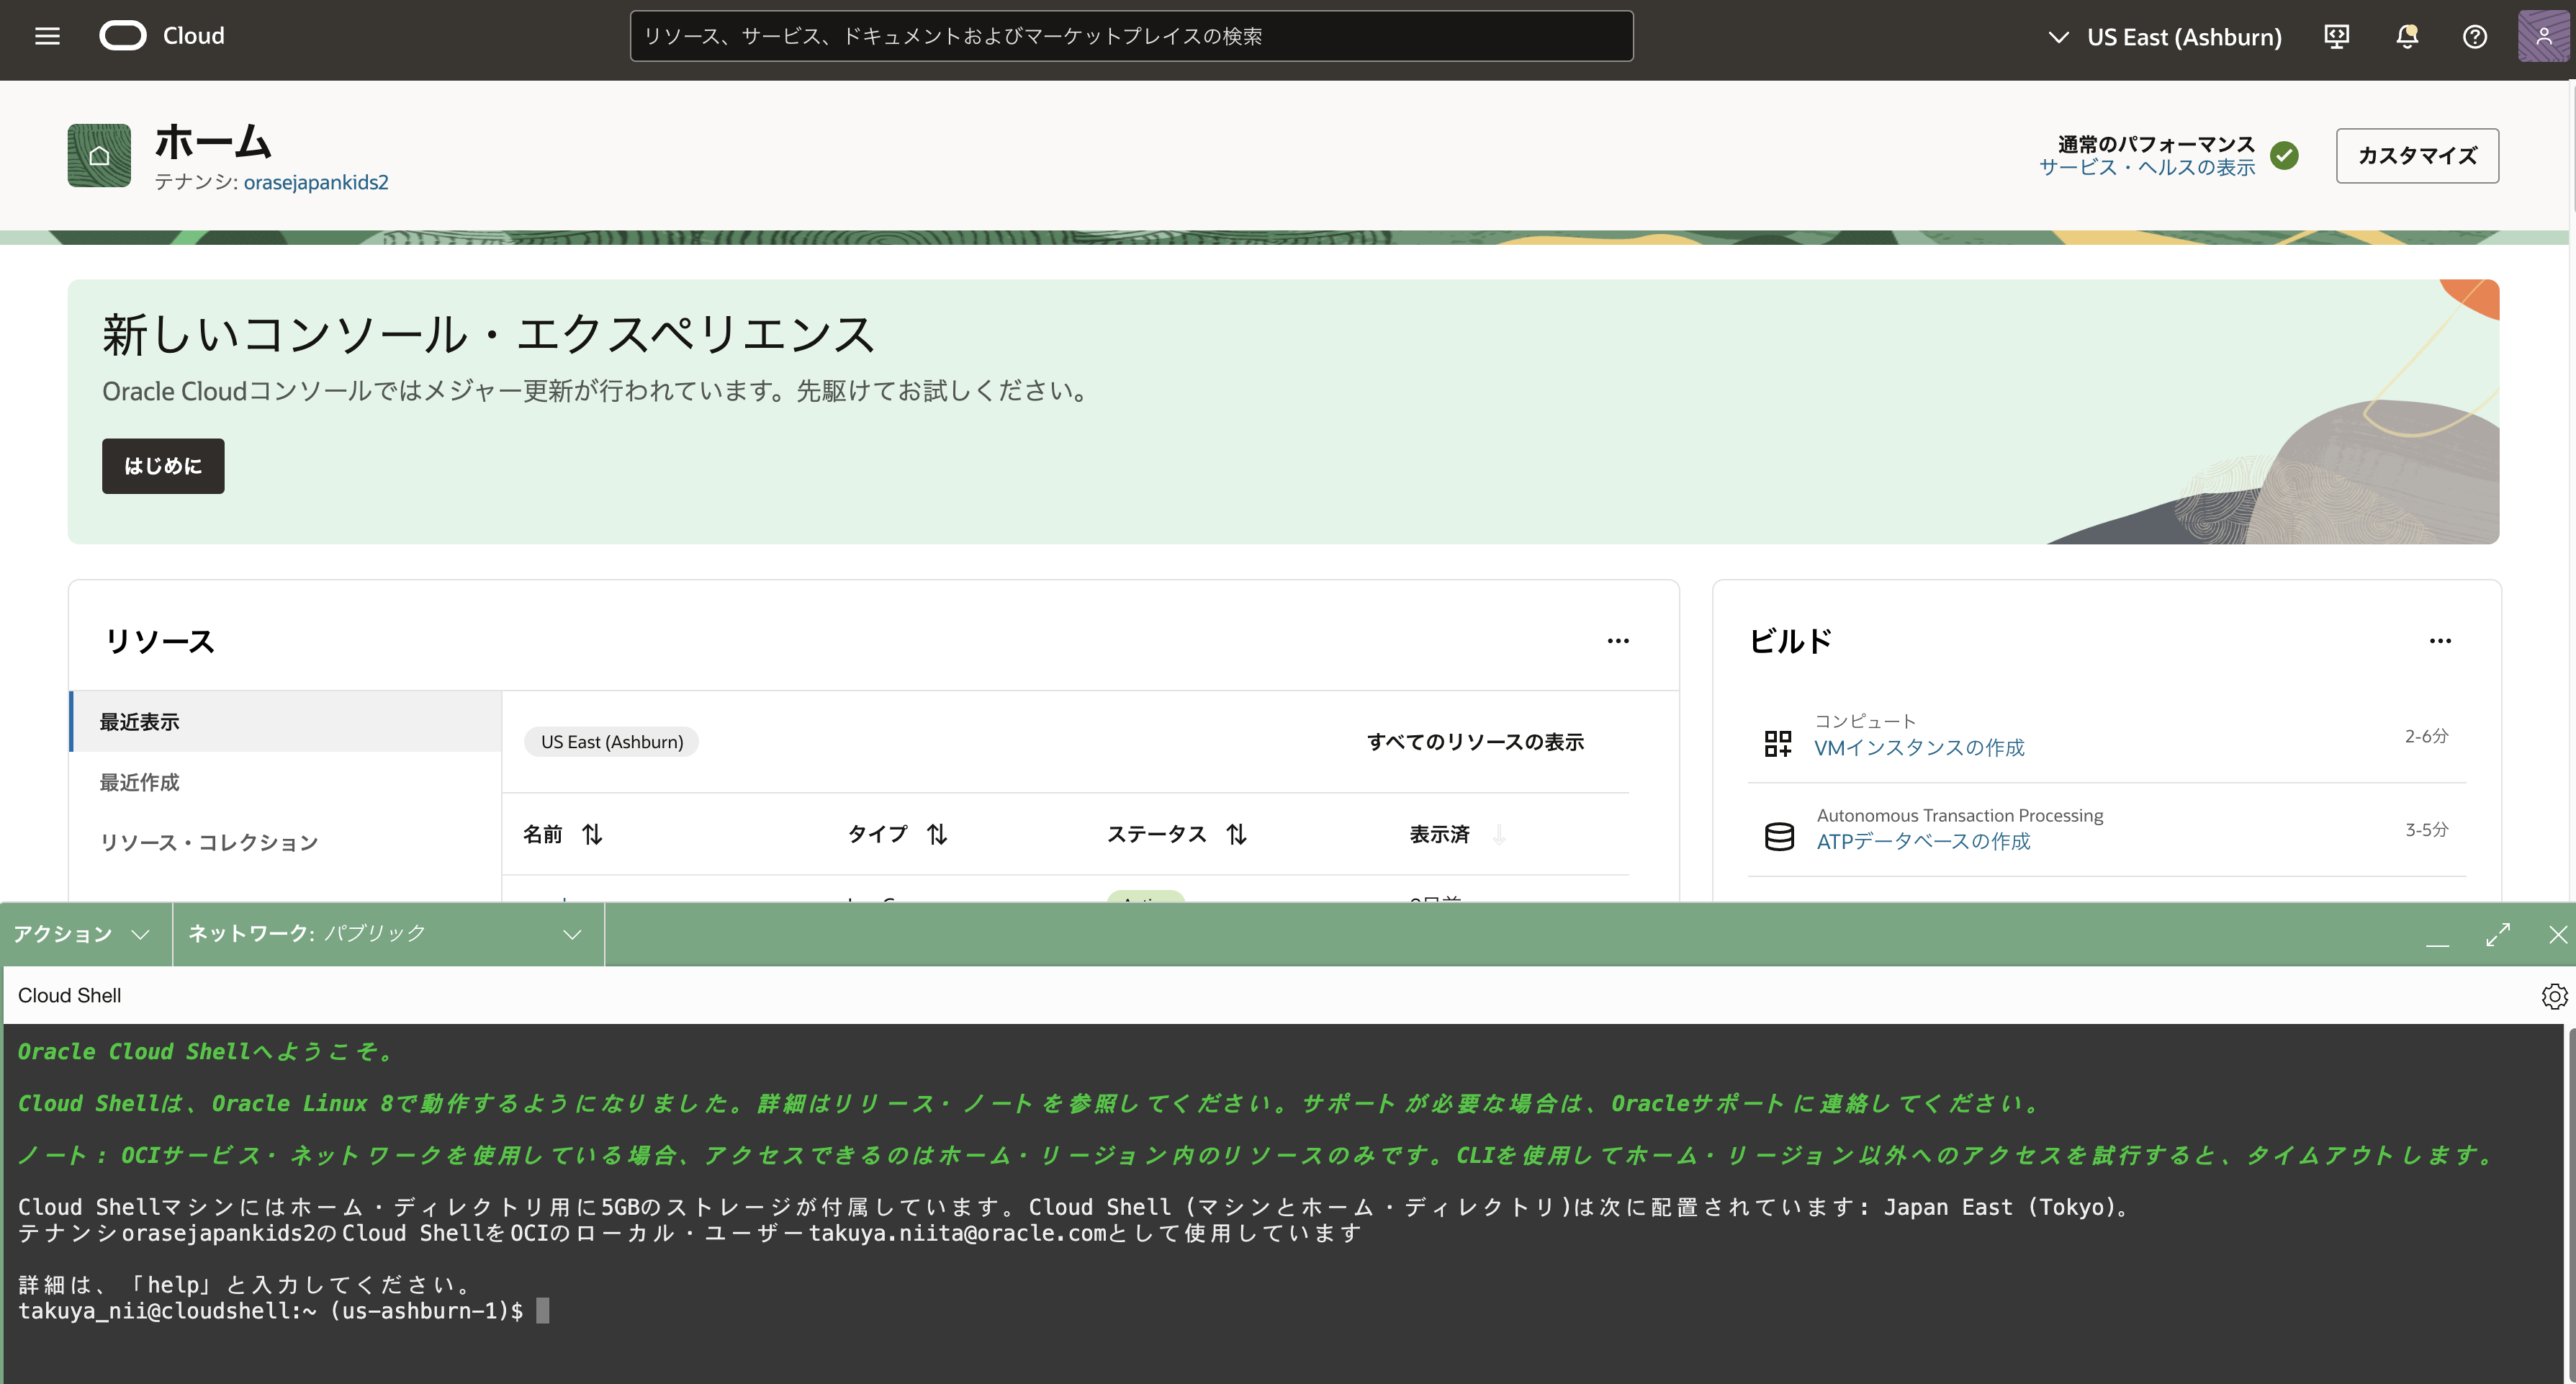 Cloud
リソース、サービス、ドキュメントおよびマーケットプレイスの検索
US East (Ashburn)
ホーム
テナンシ: orasejapankids2
通常のパフォーマンス
サービス・ヘルスの表示
カスタマイズ
新しいコンソール・エクスペリエンス
Oracle Cloudコンソールではメジャー更新が行われています。先駆けてお試しください。
はじめに
リソース
最近表示
最近作成
リソース・コレクション
US East (Ashburn)
すべてのリソースの表示
名前 タイプ ステータス 表示済
ビルド
コンピュート
VMインスタンスの作成
2-6分
Autonomous Transaction Processing
ATPデータベースの作成
3-5分
アクション
ネットワーク: パブリック
Cloud Shell
Oracle Cloud Shellへようこそ。
Cloud Shellは、Oracle Linux 8で動作するようになりました。詳細はリリース・ノートを参照してください。サポートが必要な場合は、Oracleサポートに連絡してください。
ノート: OCIサービス・ネットワークを使用している場合、アクセスできるのはホーム・リージョン内のリソースのみです。CLIを使用してホーム・リージョン以外へのアクセスを試行すると、タイムアウトします。
Cloud Shellマシンにはホーム・ディレクトリ用に5GBのストレージが付属しています。Cloud Shell (マシンとホーム・ディレクトリ)は次に配置されています: Japan East (Tokyo)。
テナンシorasejapankids2のCloud ShellをOCIのローカル・ユーザーtakuya.niita@oracle.comとして使用しています
詳細は、「help」と入力してください。
takuya_nii@cloudshell:~ (us-ashburn-1)$